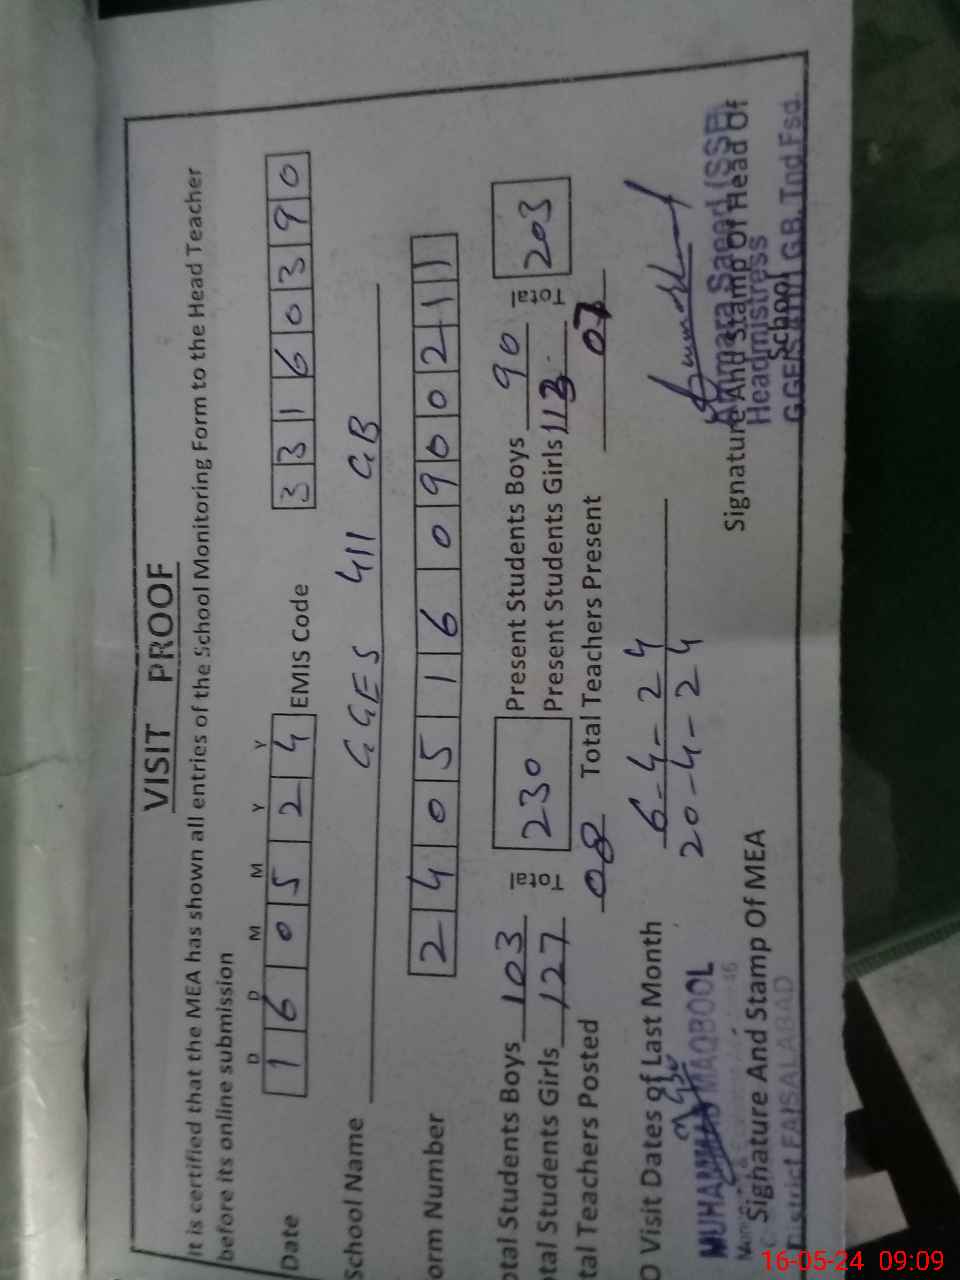 VISIT PROOF
It is certified that the MEA has shown all entries of the School Monitoring Form to the Head Teacher
before its online submission
D D M M Y Y
Date 1 6 0 5 2 4 EMIS Code 3 3 1 6 0 3 9 0
School Name GGES 411 GB
orm Number 2 4 0 5 1 6 0 9 0 0 2 1 1
otal Students Boys 103 Total 230 Present Students Boys 90 Total 203
otal Students Girls 127 Present Students Girls 113
tal Teachers Posted 08 Total Teachers Present 07
O Visit Dates of Last Month 6-4-24
20-4-24
MUHAMMAD MAQBOOL
Signature And Stamp Of MEA
District FAISALABAD
Ammara Saeed (SSE)
Signature And Stamp Of Head Of
Headmistress
School
G.GES 411 G.B. Tnd.Fsd.
16-05-24 09:09